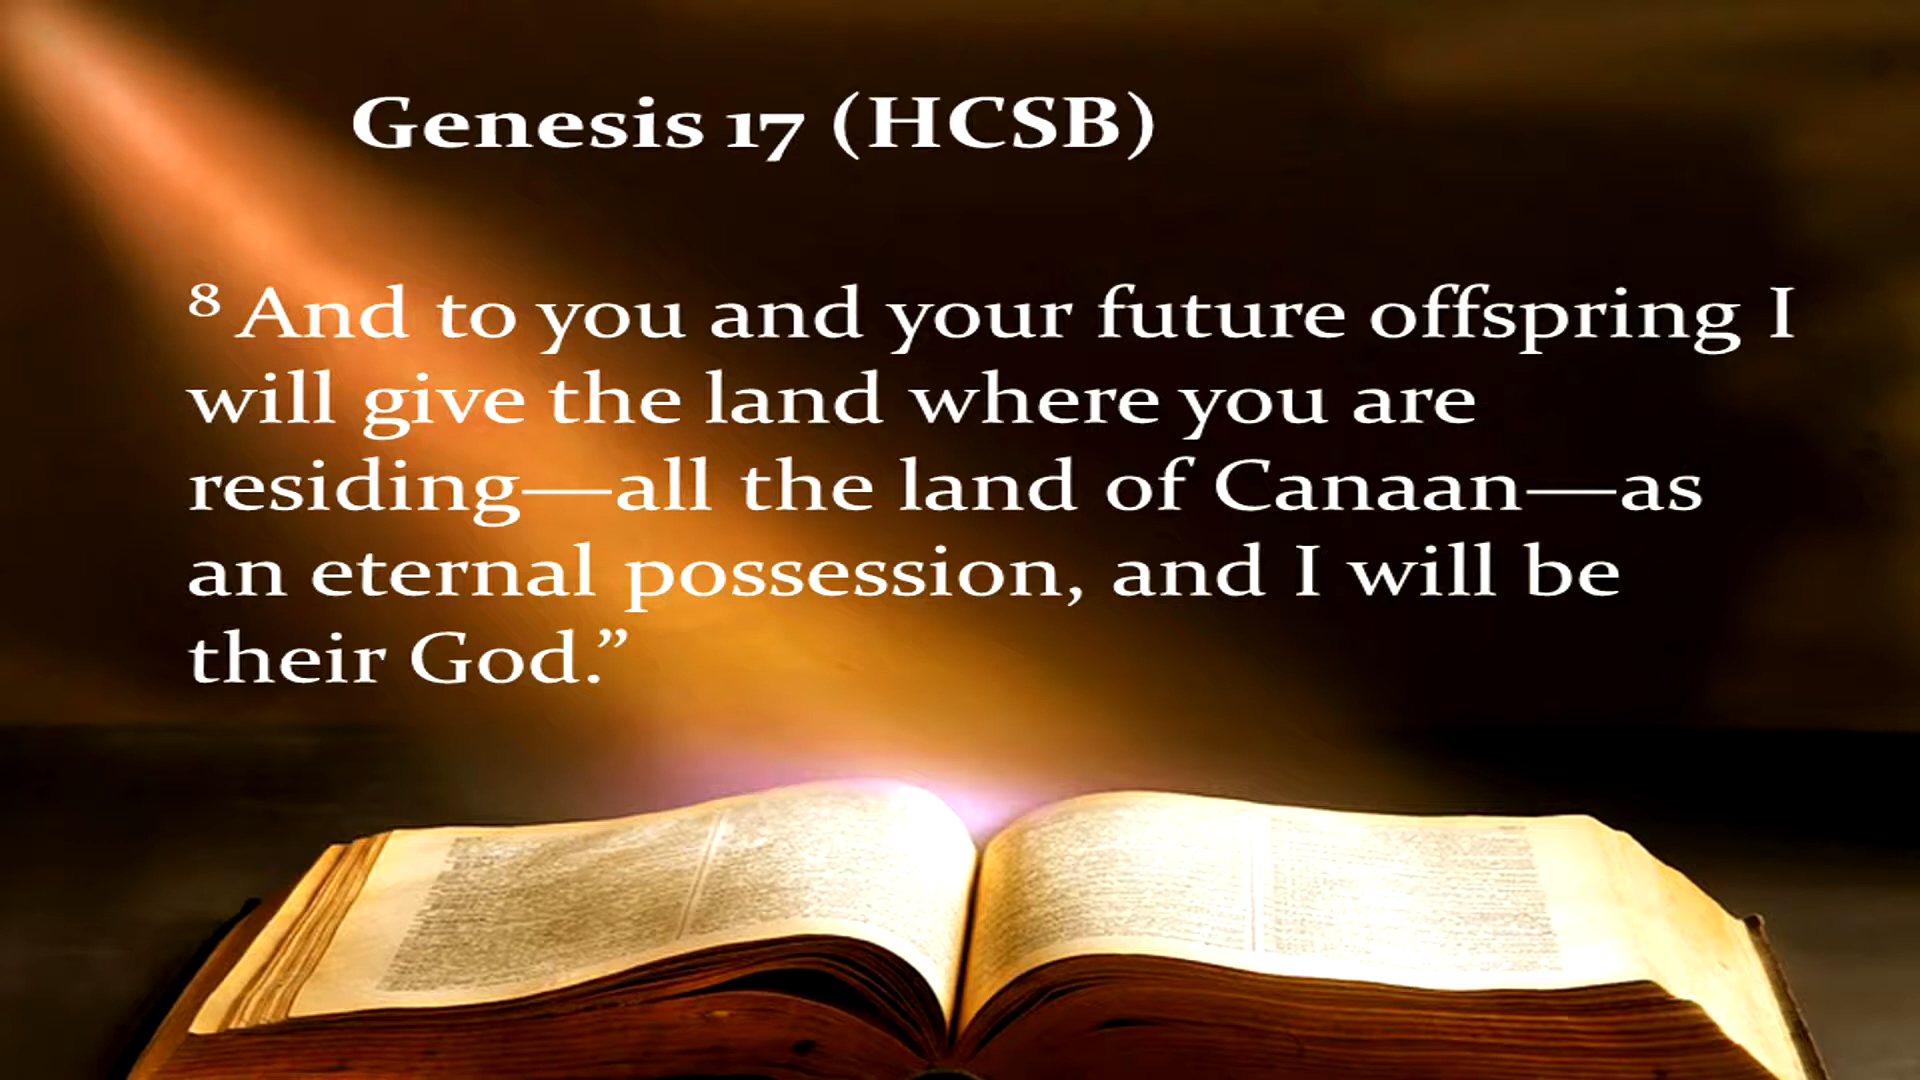 Genesis 17 (HCSB)
8 And to you and your future offspring I
will give the land where you are
residing—all the land of Canaan—as
an eternal possession, and I will be
their God.”